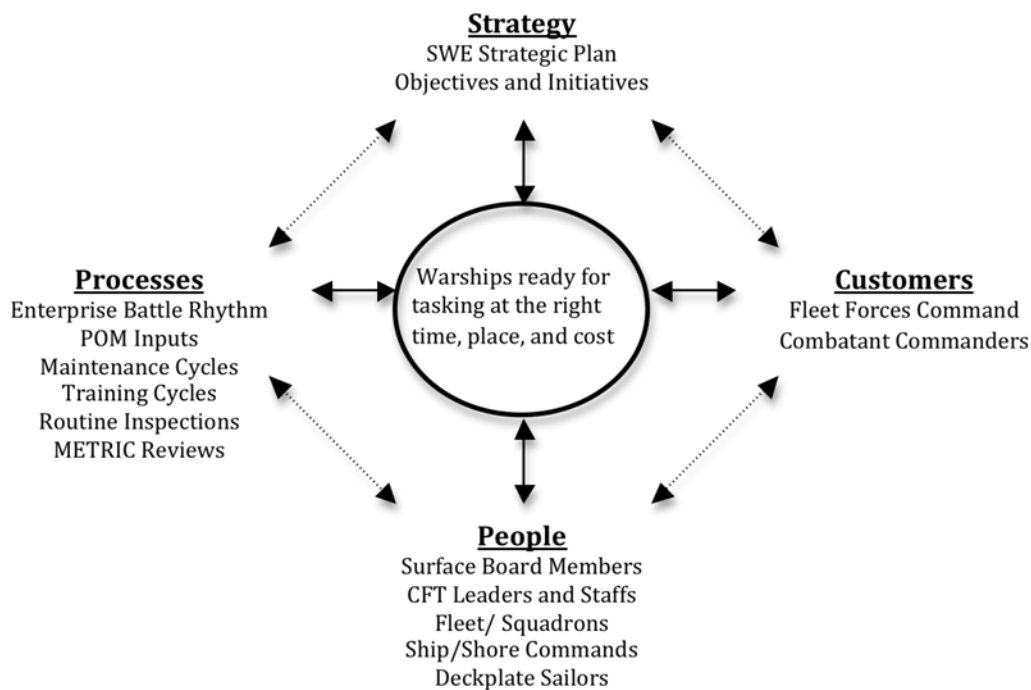 Strategy
SWE Strategic Plan
Objectives and Initiatives
Processes
Enterprise Battle Rhythm
POM Inputs
Maintenance Cycles
Training Cycles
Routine Inspections
METRIC Reviews
Warships ready for
tasking at the right
time, place, and cost
Customers
Fleet Forces Command
Combatant Commanders
People
Surface Board Members
CFT Leaders and Staffs
Fleet/ Squadrons
Ship/Shore Commands
Deckplate Sailors